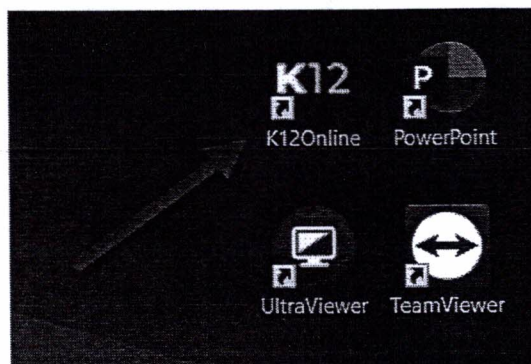 K12
P
K12Online PowerPoint
UltraViewer TeamViewer